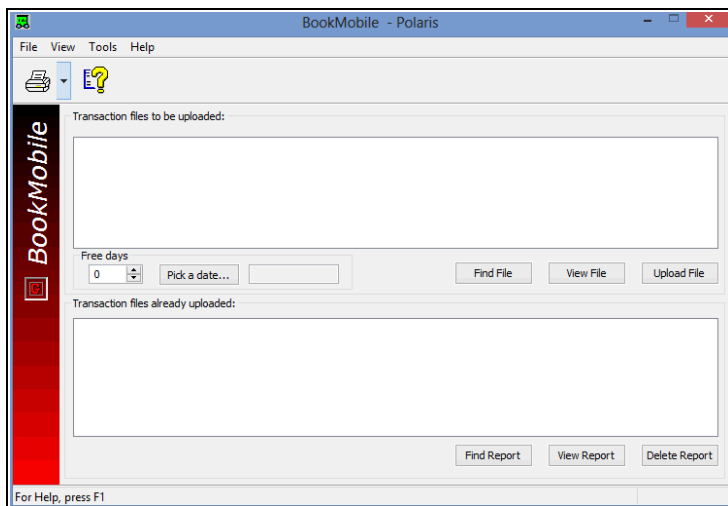 BookMobile - Polaris
File View Tools Help
BookMobile
Transaction files to be uploaded:
Free days
0 Pick a date... Find File View File Upload File
Transaction files already uploaded:
Find Report View Report Delete Report
For Help, press F1